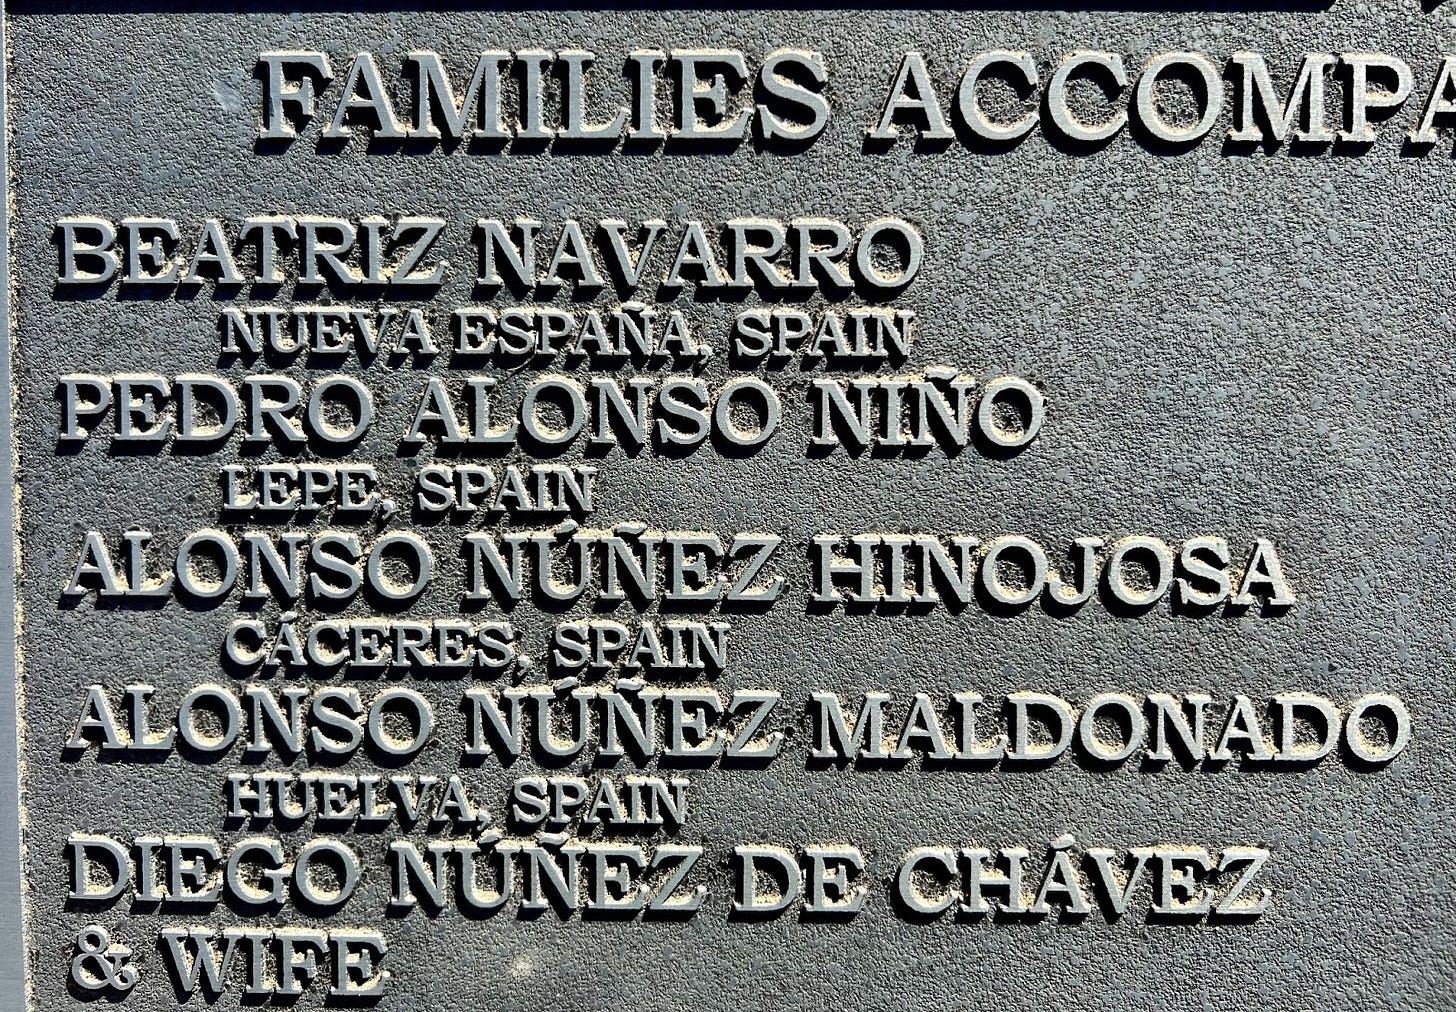 FAMILIES ACCOMPA
BEATRIZ NAVARRO
NUEVA ESPAÑA, SPAIN
PEDRO ALONSO NIÑO
LEPE, SPAIN
ALONSO NÚÑEZ HINOJOSA
CÁCERES, SPAIN
ALONSO NÚÑEZ MALDONADO
HUELVA, SPAIN
DIEGO NÚÑEZ DE CHÁVEZ
& WIFE